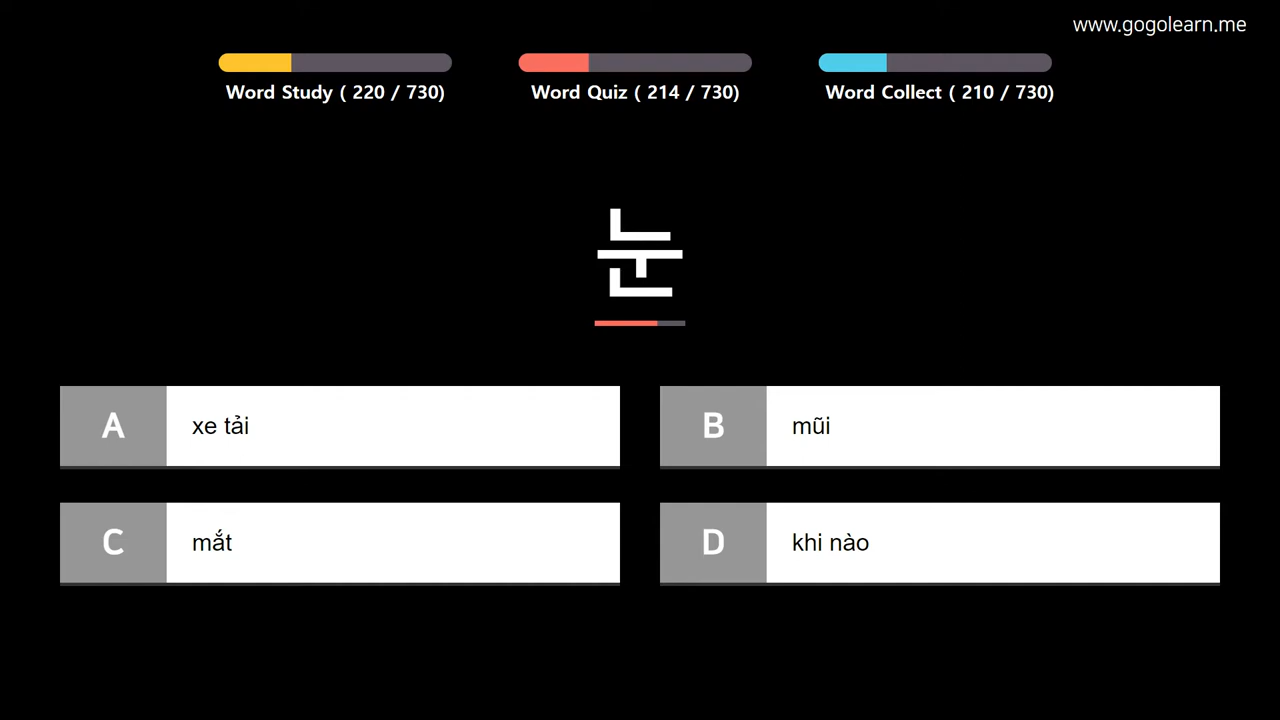 www.gogolearn.me
Word Study ( 220 / 730)
Word Quiz ( 214 / 730)
Word Collect ( 210 / 730)
눈
A xe tải
B mũi
C mắt
D khi nào